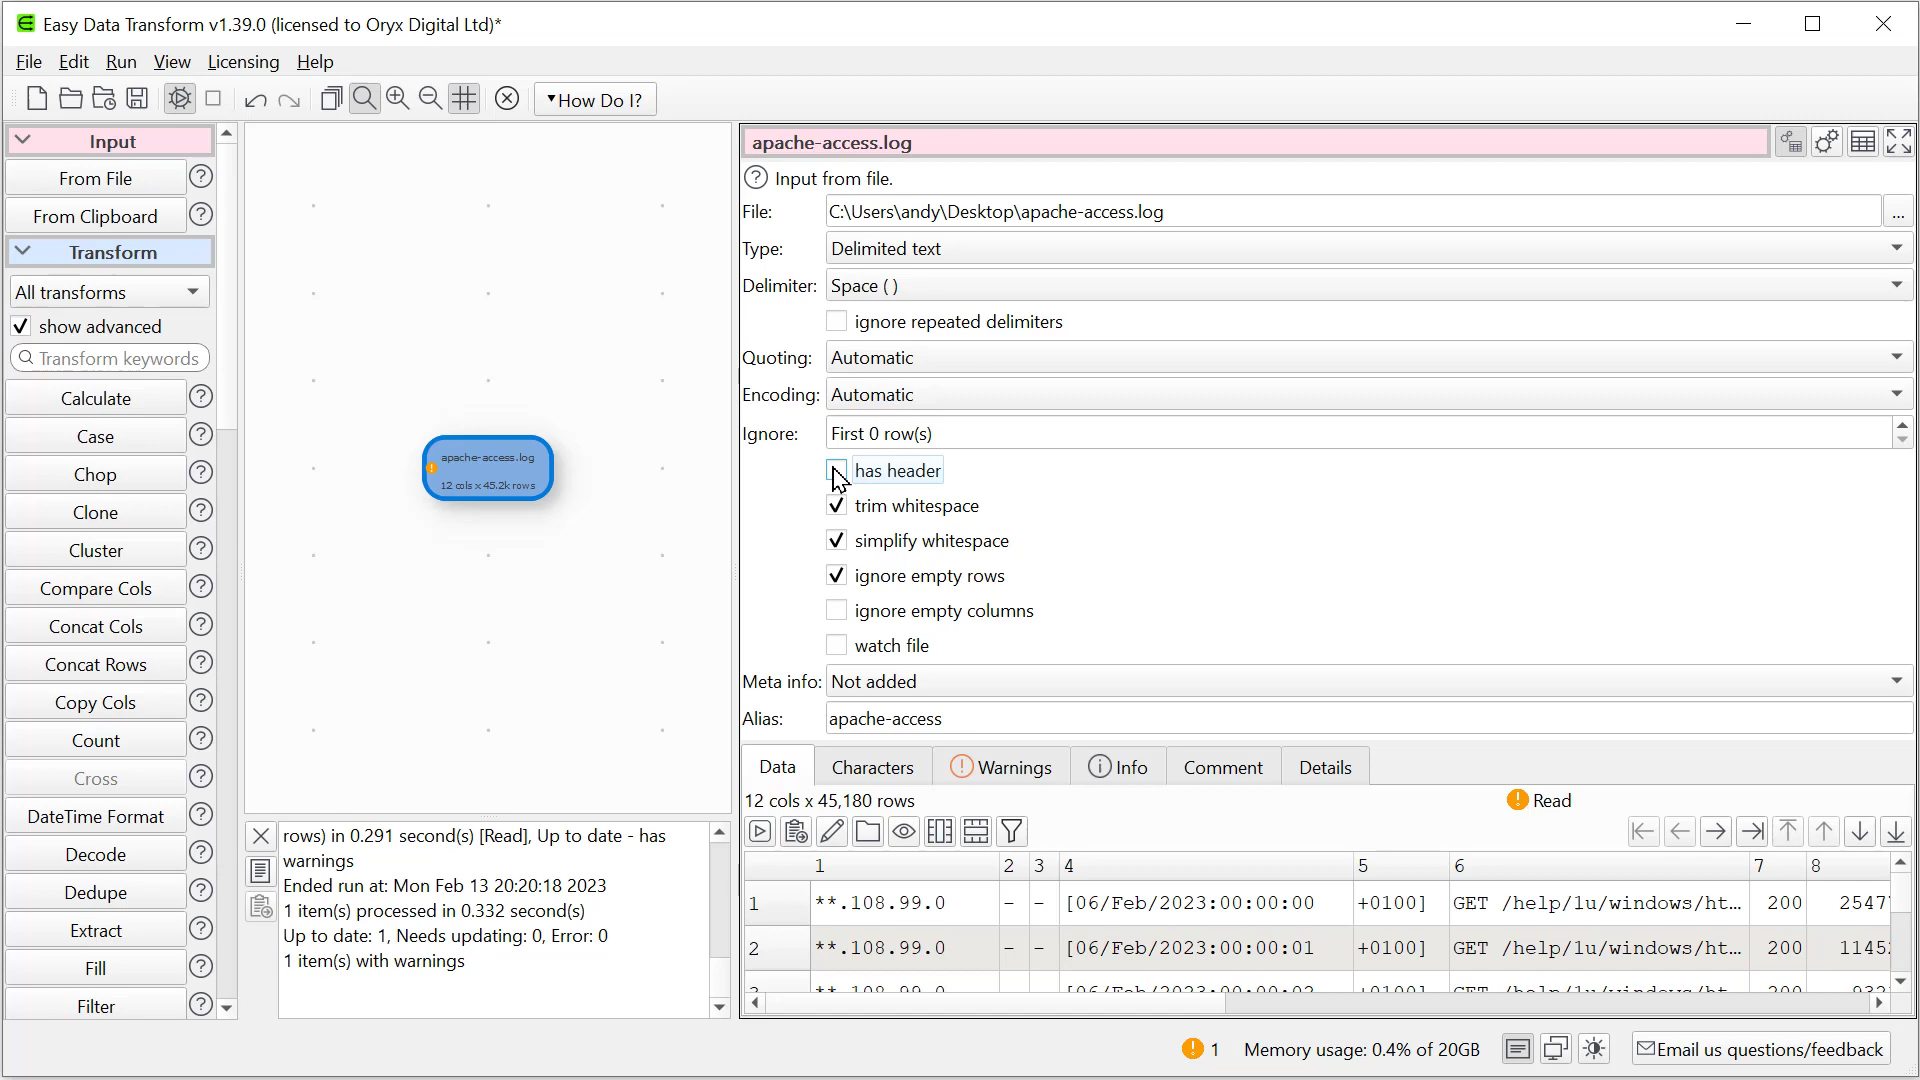 Easy Data Transform v1.39.0 (licensed to Oryx Digital Ltd)*
File Edit Run View Licensing Help
How Do I?
Input
From File
From Clipboard
Transform
All transforms
show advanced
Transform keywords
Calculate
Case
Chop
Clone
Cluster
Compare Cols
Concat Cols
Concat Rows
Copy Cols
Count
Cross
DateTime Format
Decode
Dedupe
Extract
Fill
Filter
apache-access.log
12 cols x 45.2k rows
rows) in 0.291 second(s) [Read], Up to date - has
warnings
Ended run at: Mon Feb 13 20:20:18 2023
1 item(s) processed in 0.332 second(s)
Up to date: 1, Needs updating: 0, Error: 0
1 item(s) with warnings
apache-access.log
Input from file.
File: C:\Users\andy\Desktop\apache-access.log ...
Type: Delimited text
Delimiter: Space ( )
ignore repeated delimiters
Quoting: Automatic
Encoding: Automatic
Ignore: First 0 row(s)
has header
trim whitespace
simplify whitespace
ignore empty rows
ignore empty columns
watch file
Meta info: Not added
Alias: apache-access
Data Characters Warnings Info Comment Details
12 cols x 45,180 rows Read
1 2 3 4 5 6 7 8
1 **.108.99.0 - - [06/Feb/2023:00:00:00 +0100] GET /help/1u/windows/ht... 200 2547
2 **.108.99.0 - - [06/Feb/2023:00:00:01 +0100] GET /help/1u/windows/ht... 200 1145
1 Memory usage: 0.4% of 20GB Email us questions/feedback